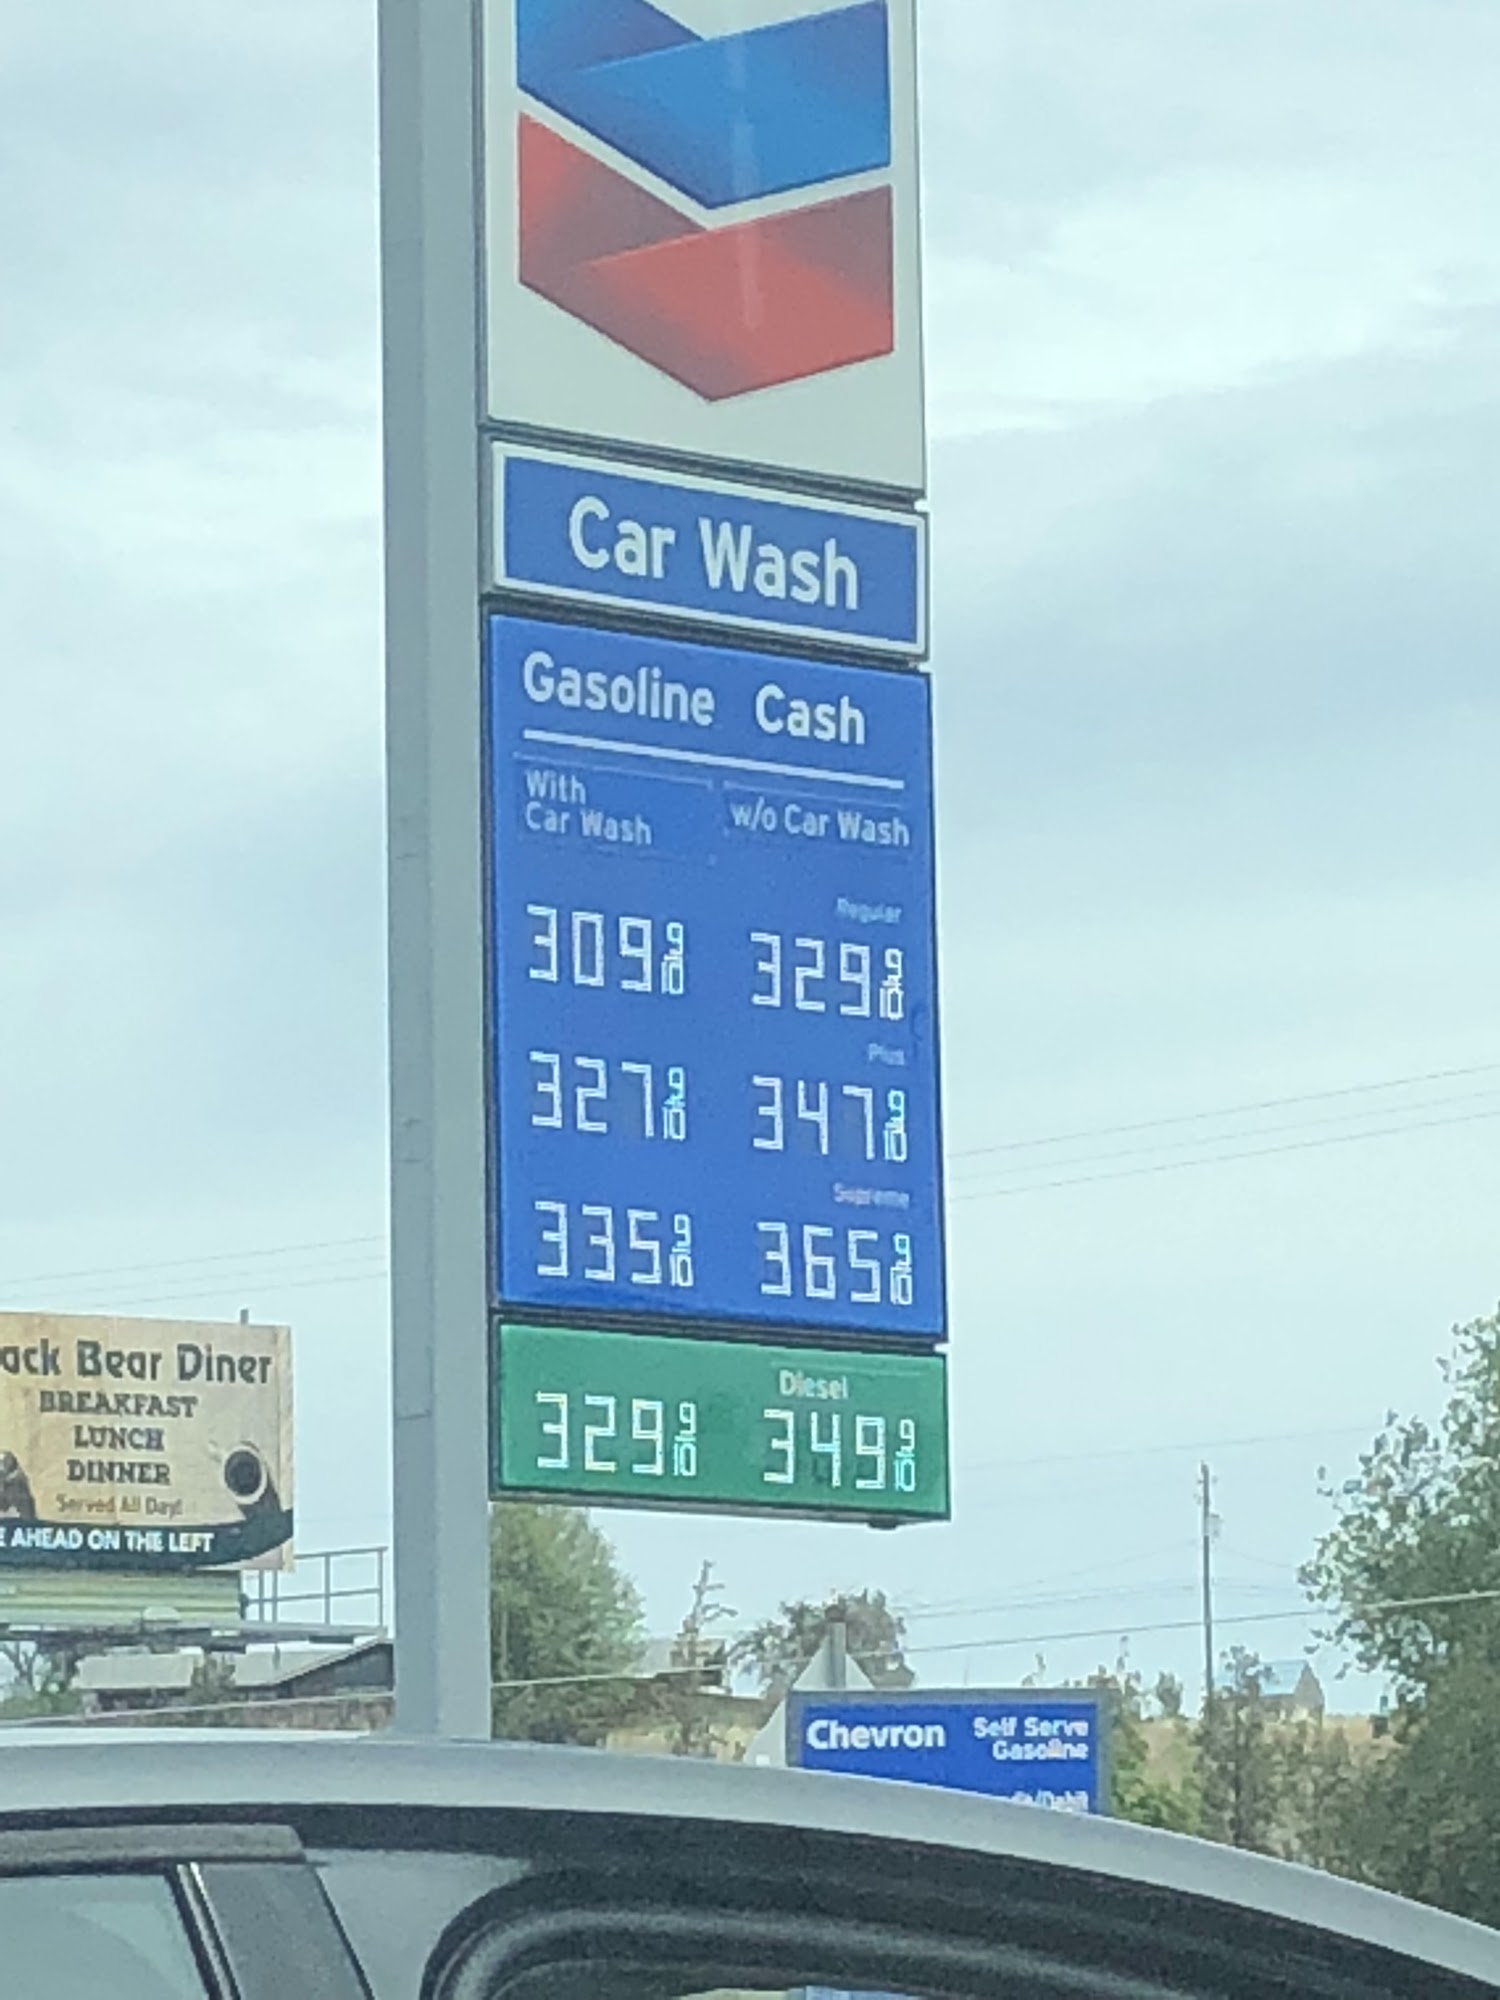 Car Wash
Gasoline Cash
With
Car Wash
w/o Car Wash
Regular
309 9/10 329 9/10
Plus
327 9/10 347 9/10
Supreme
335 9/10 365 9/10
Diesel
329 9/10 349 9/10
ack Bear Diner
BREAKFAST
LUNCH
DINNER
Served All Day!
E AHEAD ON THE LEFT
Chevron
Self Serve
Gasoline